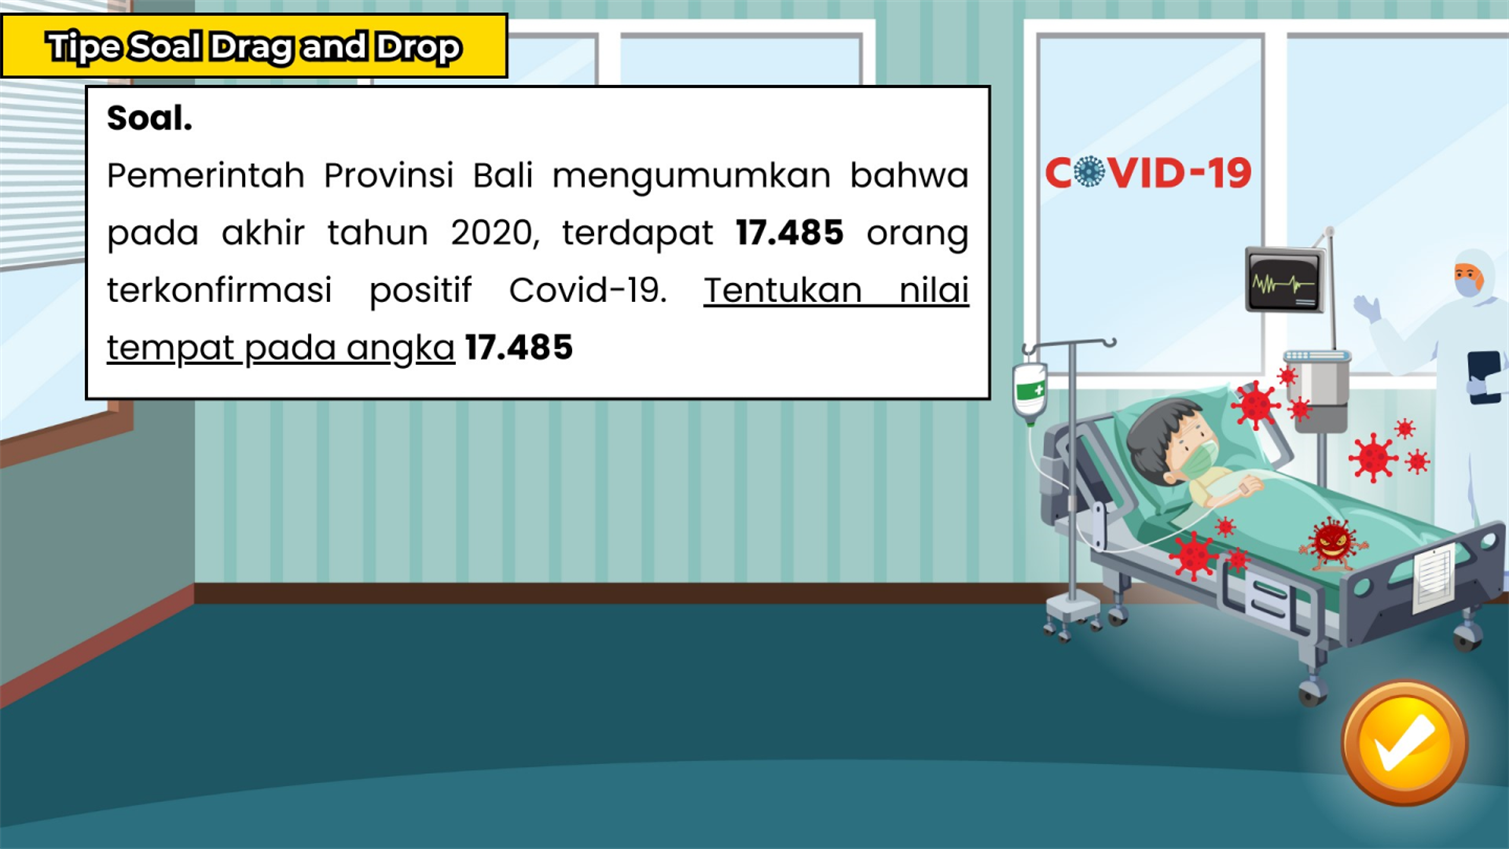 Tipe Soal Drag and Drop
Soal.
Pemerintah Provinsi Bali mengumumkan bahwa
pada akhir tahun 2020, terdapat 17.485 orang
terkonfirmasi positif Covid-19. Tentukan nilai
tempat pada angka 17.485
COVID-19